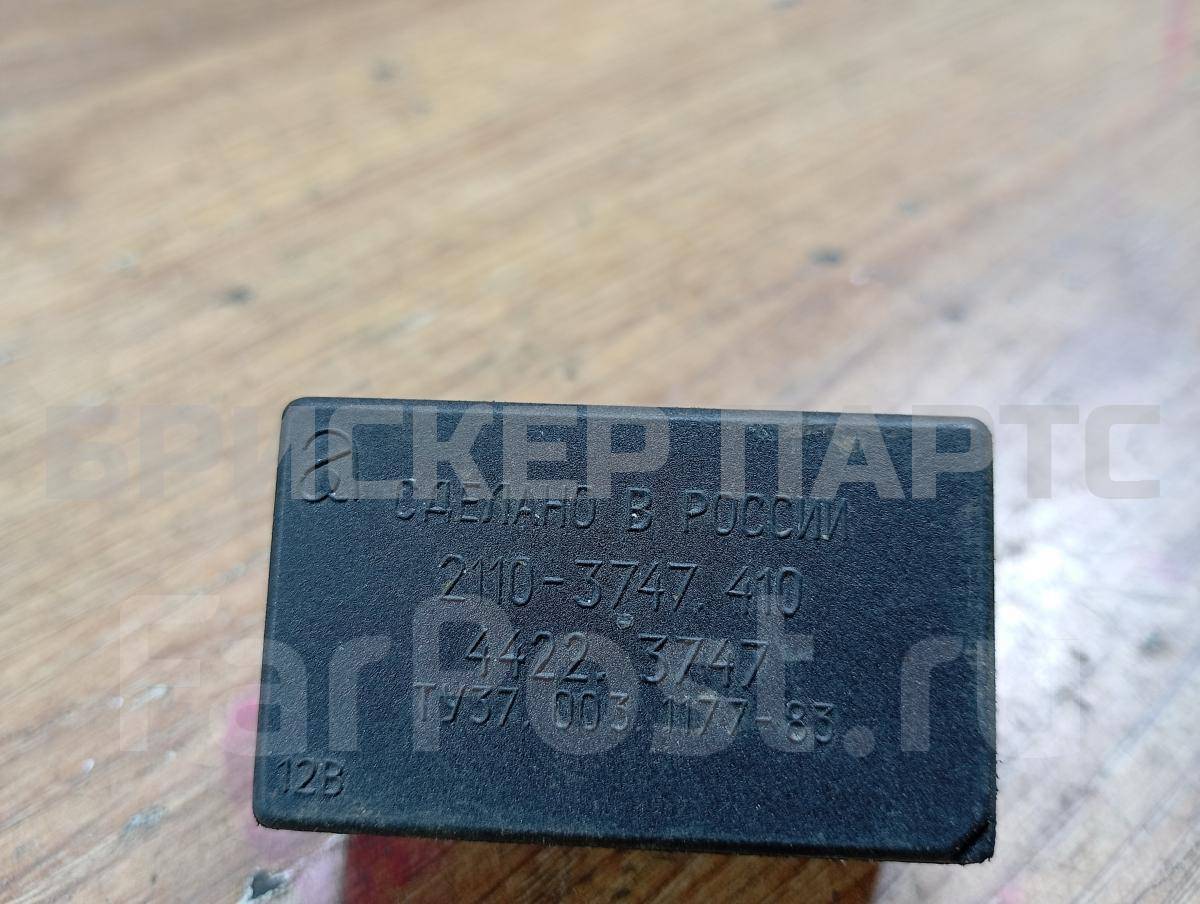 БРИСКЕР ПАРТС
СДЕЛАНО В РОССИИ
2110-3747.410
4422.3747
FarPost.ru
ТУ37.003 1177-83
12В